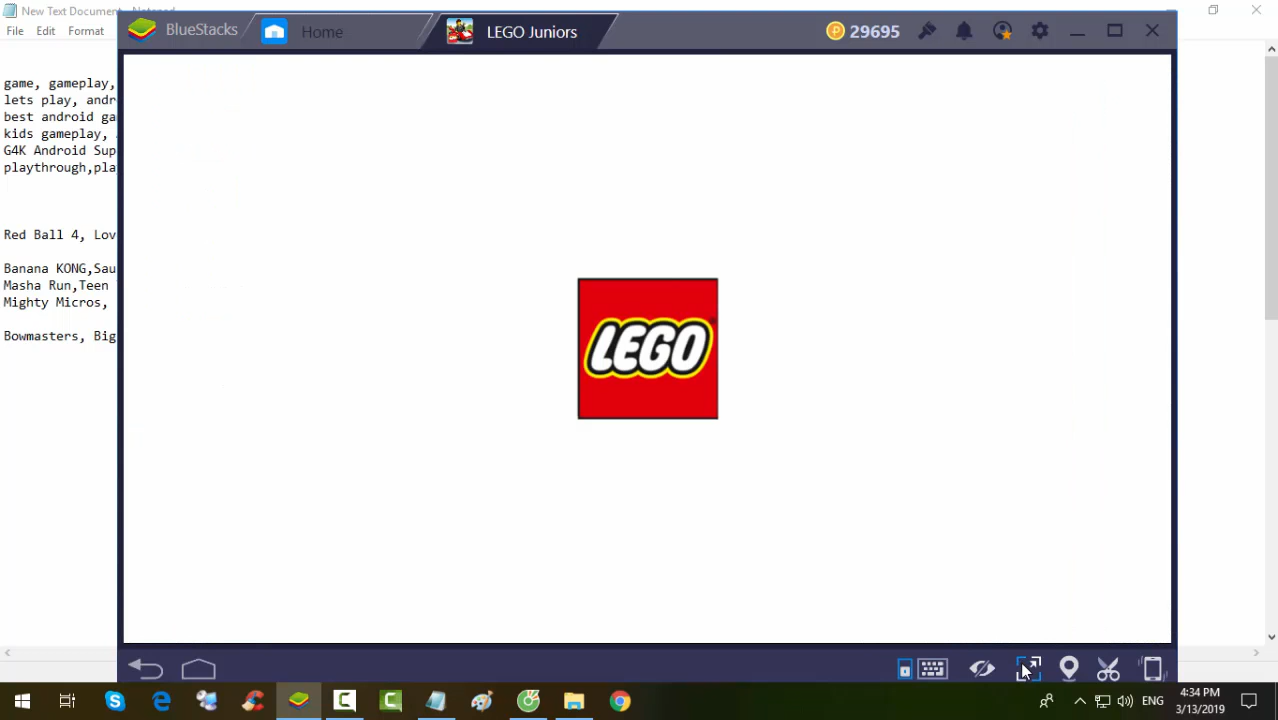 New Text Document - Notepad
File Edit Format
game, gameplay,
lets play, andr
best android ga
kids gameplay,
G4K Android Sup
playthrough,pla
Red Ball 4, Lov
Banana KONG,Sau
Masha Run,Teen
Mighty Micros,
Bowmasters, Big
BlueStacks
Home
LEGO Juniors
P 29695
LEGO
ENG
4:34 PM
3/13/2019